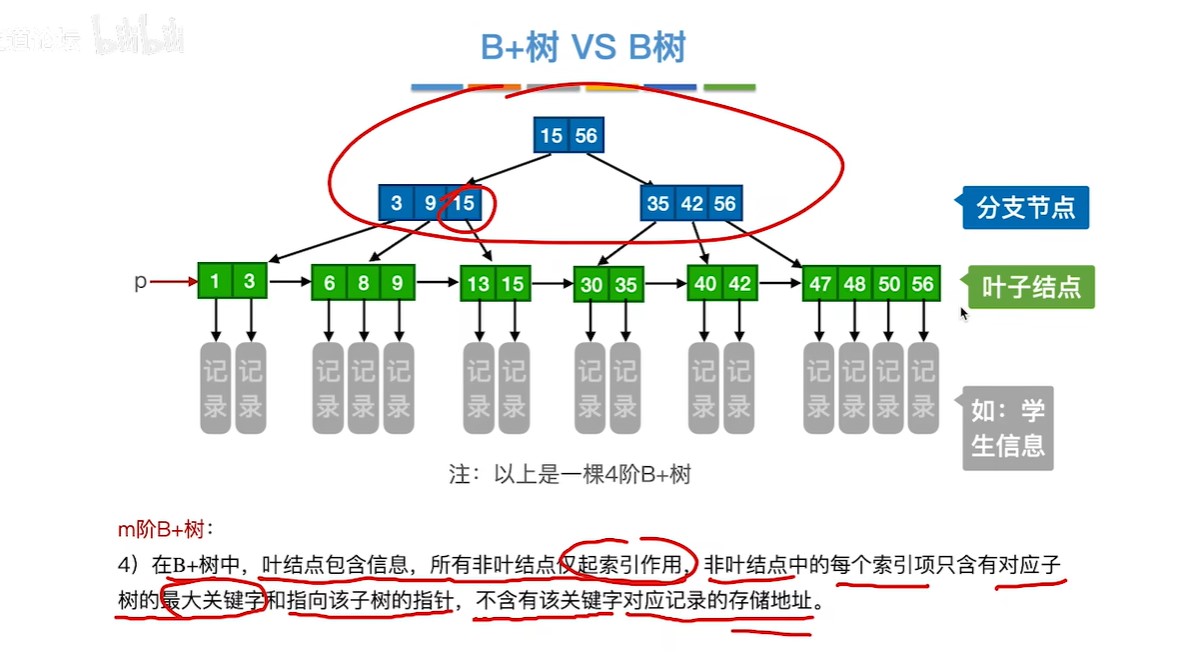 bilibili
B+树 VS B树
15 56
3 9 15
35 42 56
分支节点
p
1 3
6 8 9
13 15
30 35
40 42
47 48 50 56
叶子结点
记录 记录 记录 记录 记录 记录 记录 记录 记录 记录 记录 记录 记录 记录 记录
如：学
生信息
注：以上是一棵4阶B+树
m阶B+树：
4）在B+树中，叶结点包含信息，所有非叶结点仅起索引作用，非叶结点中的每个索引项只含有对应子
树的最大关键字和指向该子树的指针，不含有该关键字对应记录的存储地址。